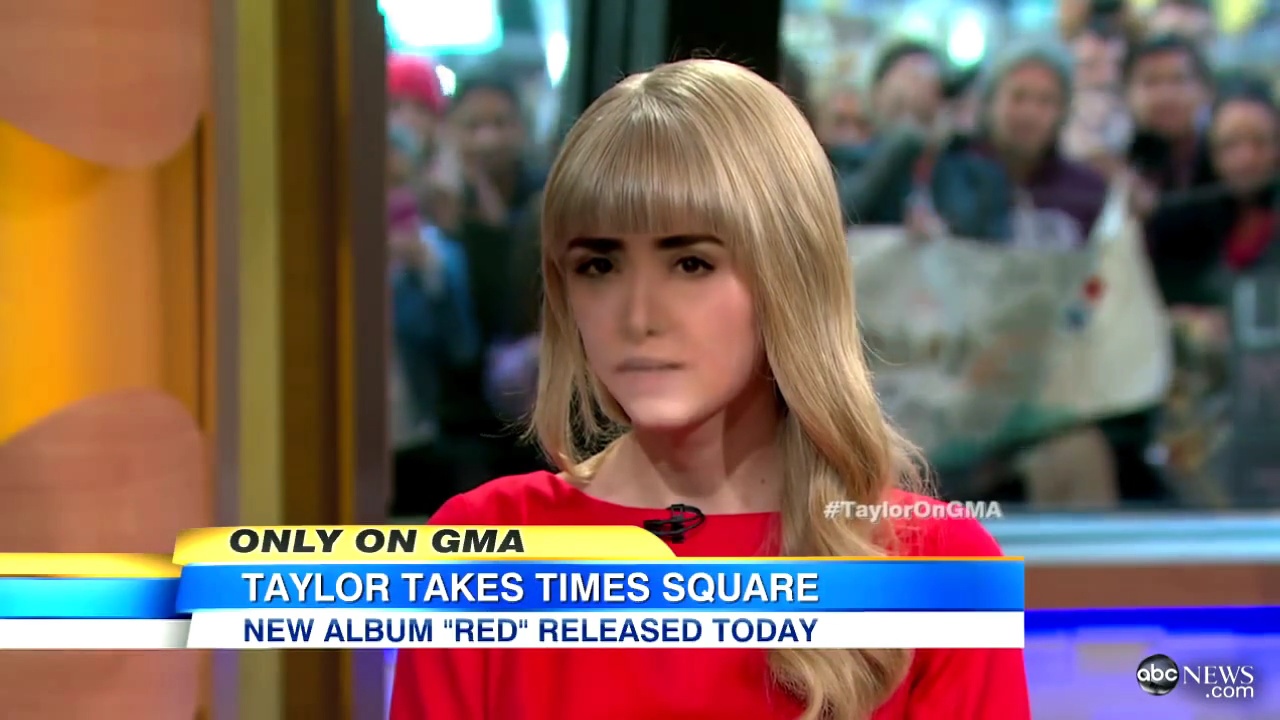 #TaylorOnGMA
ONLY ON GMA
TAYLOR TAKES TIMES SQUARE
NEW ALBUM "RED" RELEASED TODAY
abc NEWS
.com